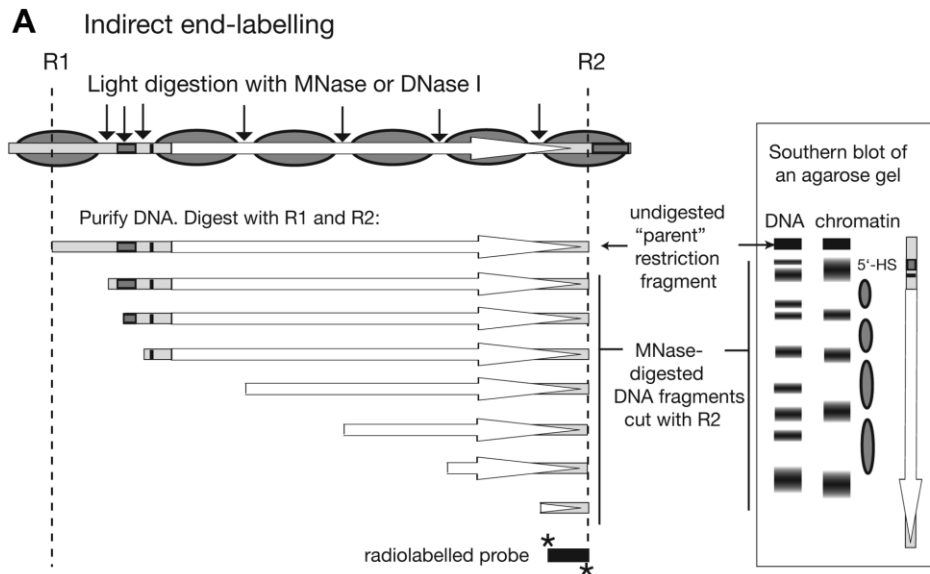 A Indirect end-labelling
R1 R2
Light digestion with MNase or DNase I
Purify DNA. Digest with R1 and R2:
undigested
"parent"
restriction
fragment
MNase-
digested
DNA fragments
cut with R2
* radiolabelled probe *
Southern blot of
an agarose gel
DNA chromatin
5'-HS